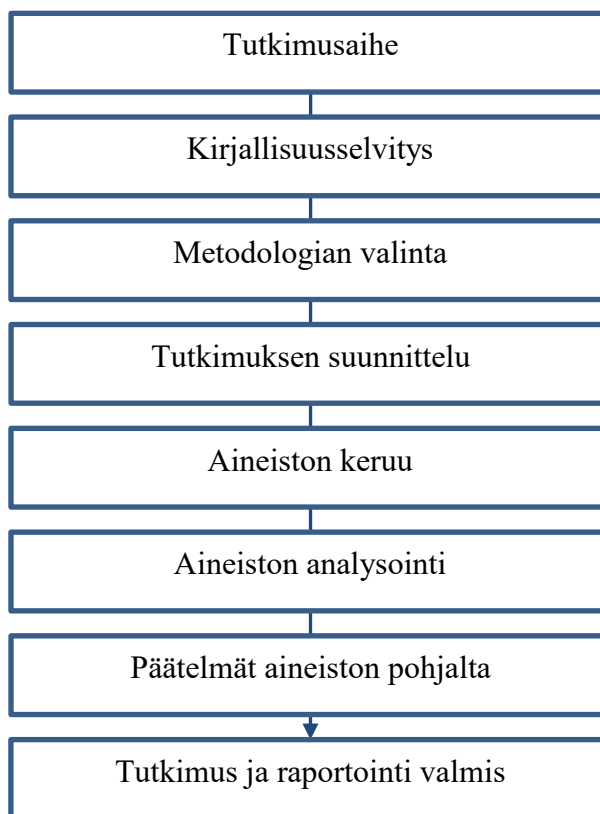 Tutkimusaihe
Kirjallisuusselvitys
Metodologian valinta
Tutkimuksen suunnittelu
Aineiston keruu
Aineiston analysointi
Päätelmät aineiston pohjalta
Tutkimus ja raportointi valmis